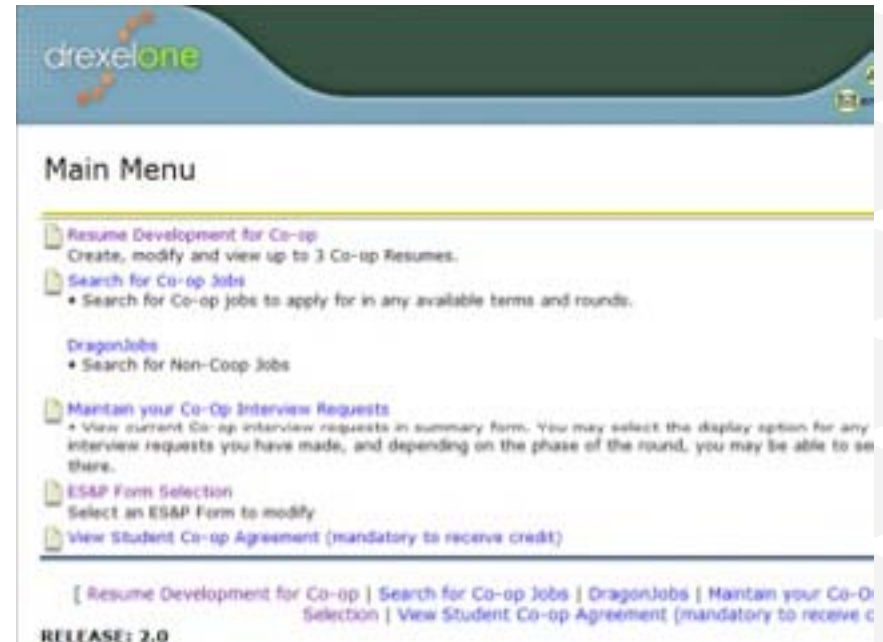 drexelone
Main Menu
Resume Development for Co-op
Create, modify and view up to 3 Co-op Resumes.
Search for Co-op Jobs
• Search for Co-op jobs to apply for in any available terms and rounds.
DragonJobs
• Search for Non-Coop Jobs
Maintain your Co-Op Interview Requests
• View current Co-op interview requests in summary form. You may select the display option for any
interview requests you have made, and depending on the phase of the round, you may be able to se
there.
ES&P Form Selection
Select an ES&P Form to modify
View Student Co-op Agreement (mandatory to receive credit)
[ Resume Development for Co-op | Search for Co-op Jobs | DragonJobs | Maintain your Co-O
Selection | View Student Co-op Agreement (mandatory to receive c
RELEASE: 2.0